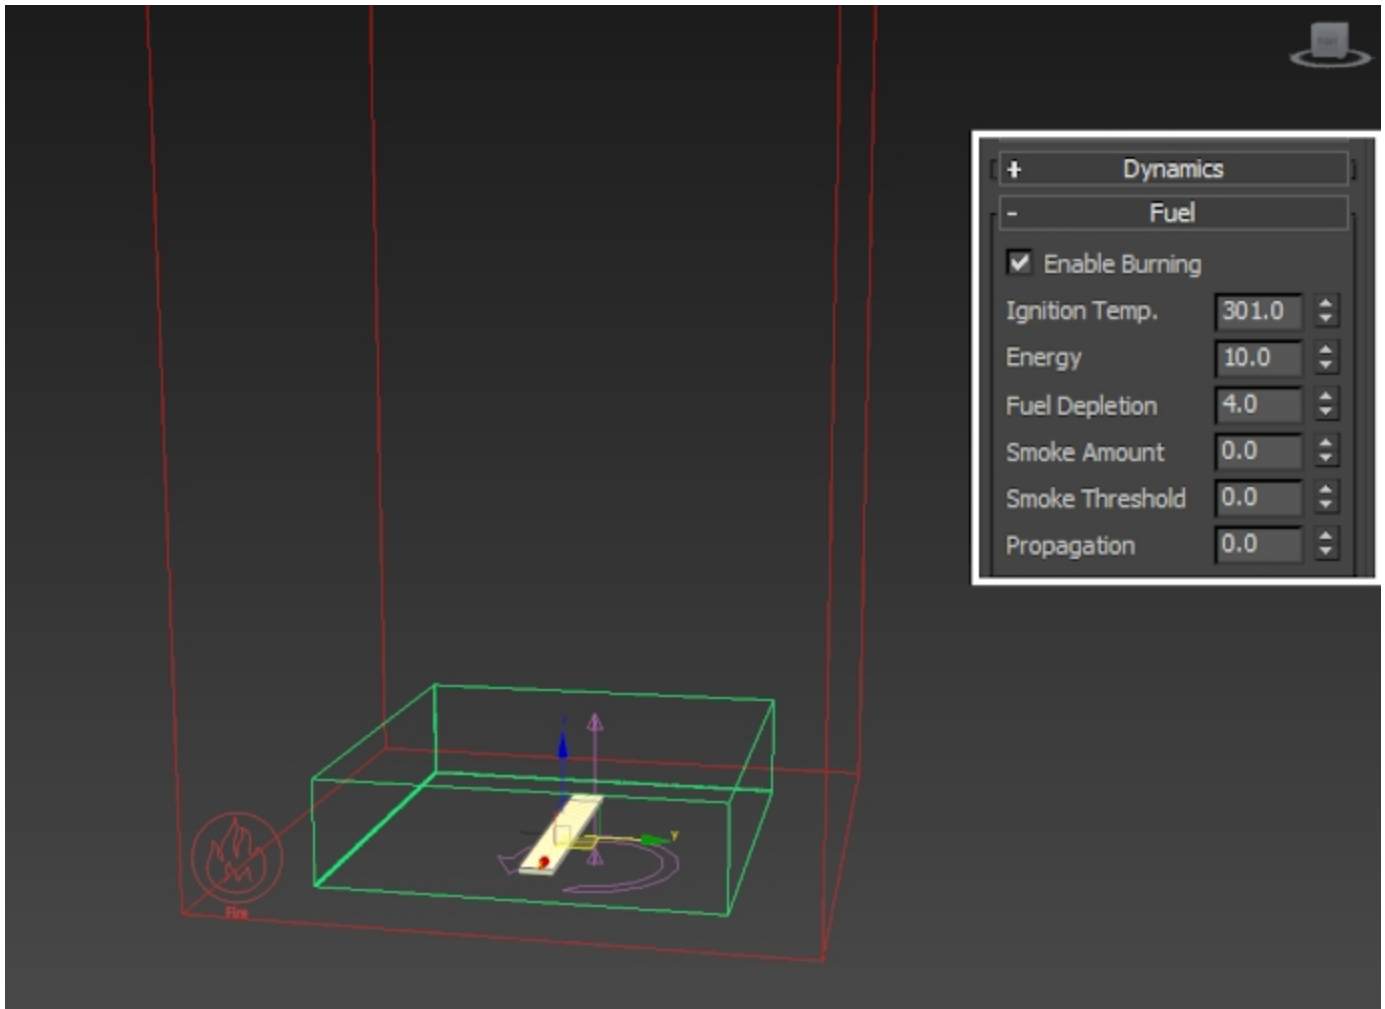 + Dynamics
- Fuel
Enable Burning
Ignition Temp. 301.0
Energy 10.0
Fuel Depletion 4.0
Smoke Amount 0.0
Smoke Threshold 0.0
Propagation 0.0
Y
Fire